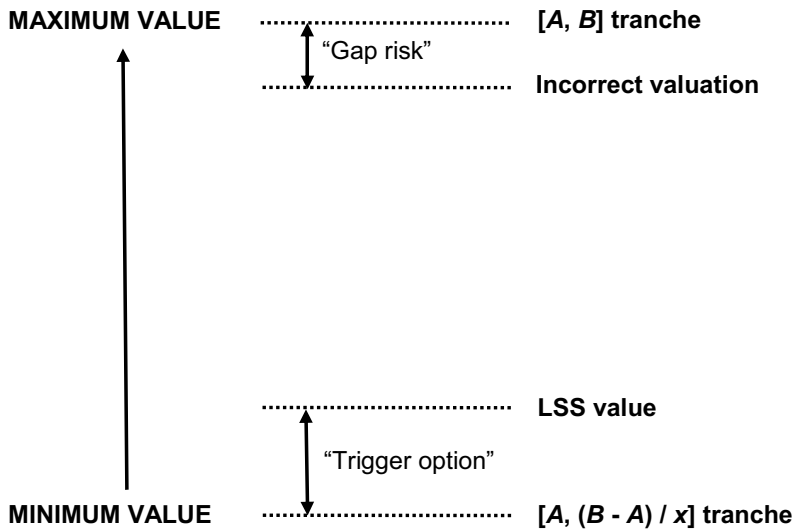 MAXIMUM VALUE
[A, B] tranche
“Gap risk”
Incorrect valuation
LSS value
“Trigger option”
MINIMUM VALUE
[A, (B - A) / x] tranche